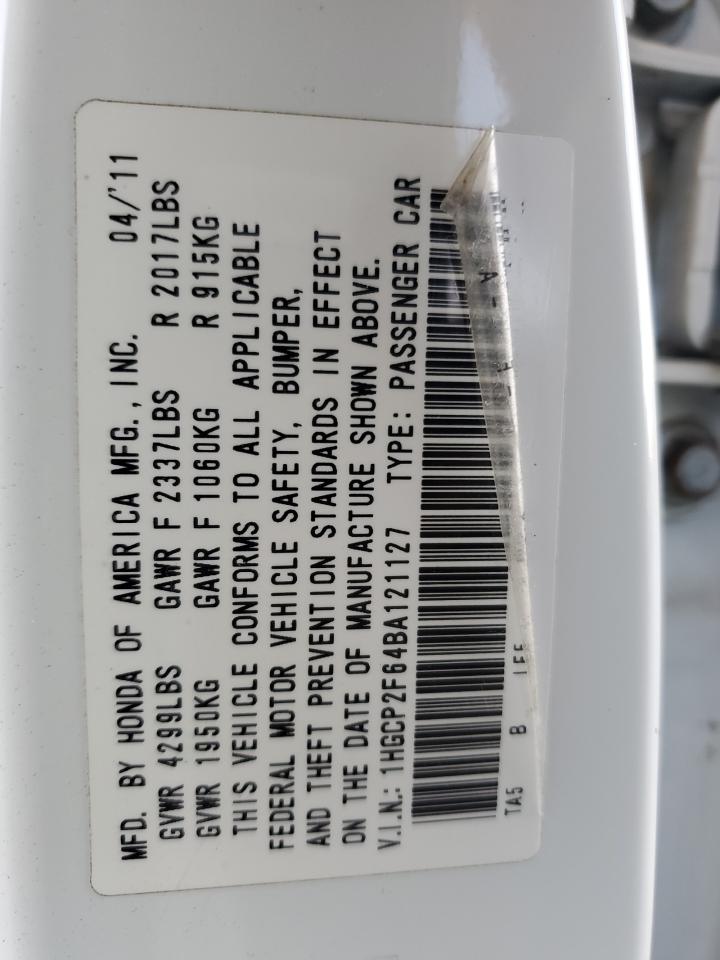 MFD. BY HONDA OF AMERICA MFG., INC. 04/'11
GVWR 4299LBS GAWR F 2337LBS R 2017LBS
GVWR 1950KG GAWR F 1060KG R 915KG
THIS VEHICLE CONFORMS TO ALL APPLICABLE
FEDERAL MOTOR VEHICLE SAFETY, BUMPER,
AND THEFT PREVENTION STANDARDS IN EFFECT
ON THE DATE OF MANUFACTURE SHOWN ABOVE.
V.I.N.: 1HGCP2F64BA121127 TYPE: PASSENGER CAR
TA5 B